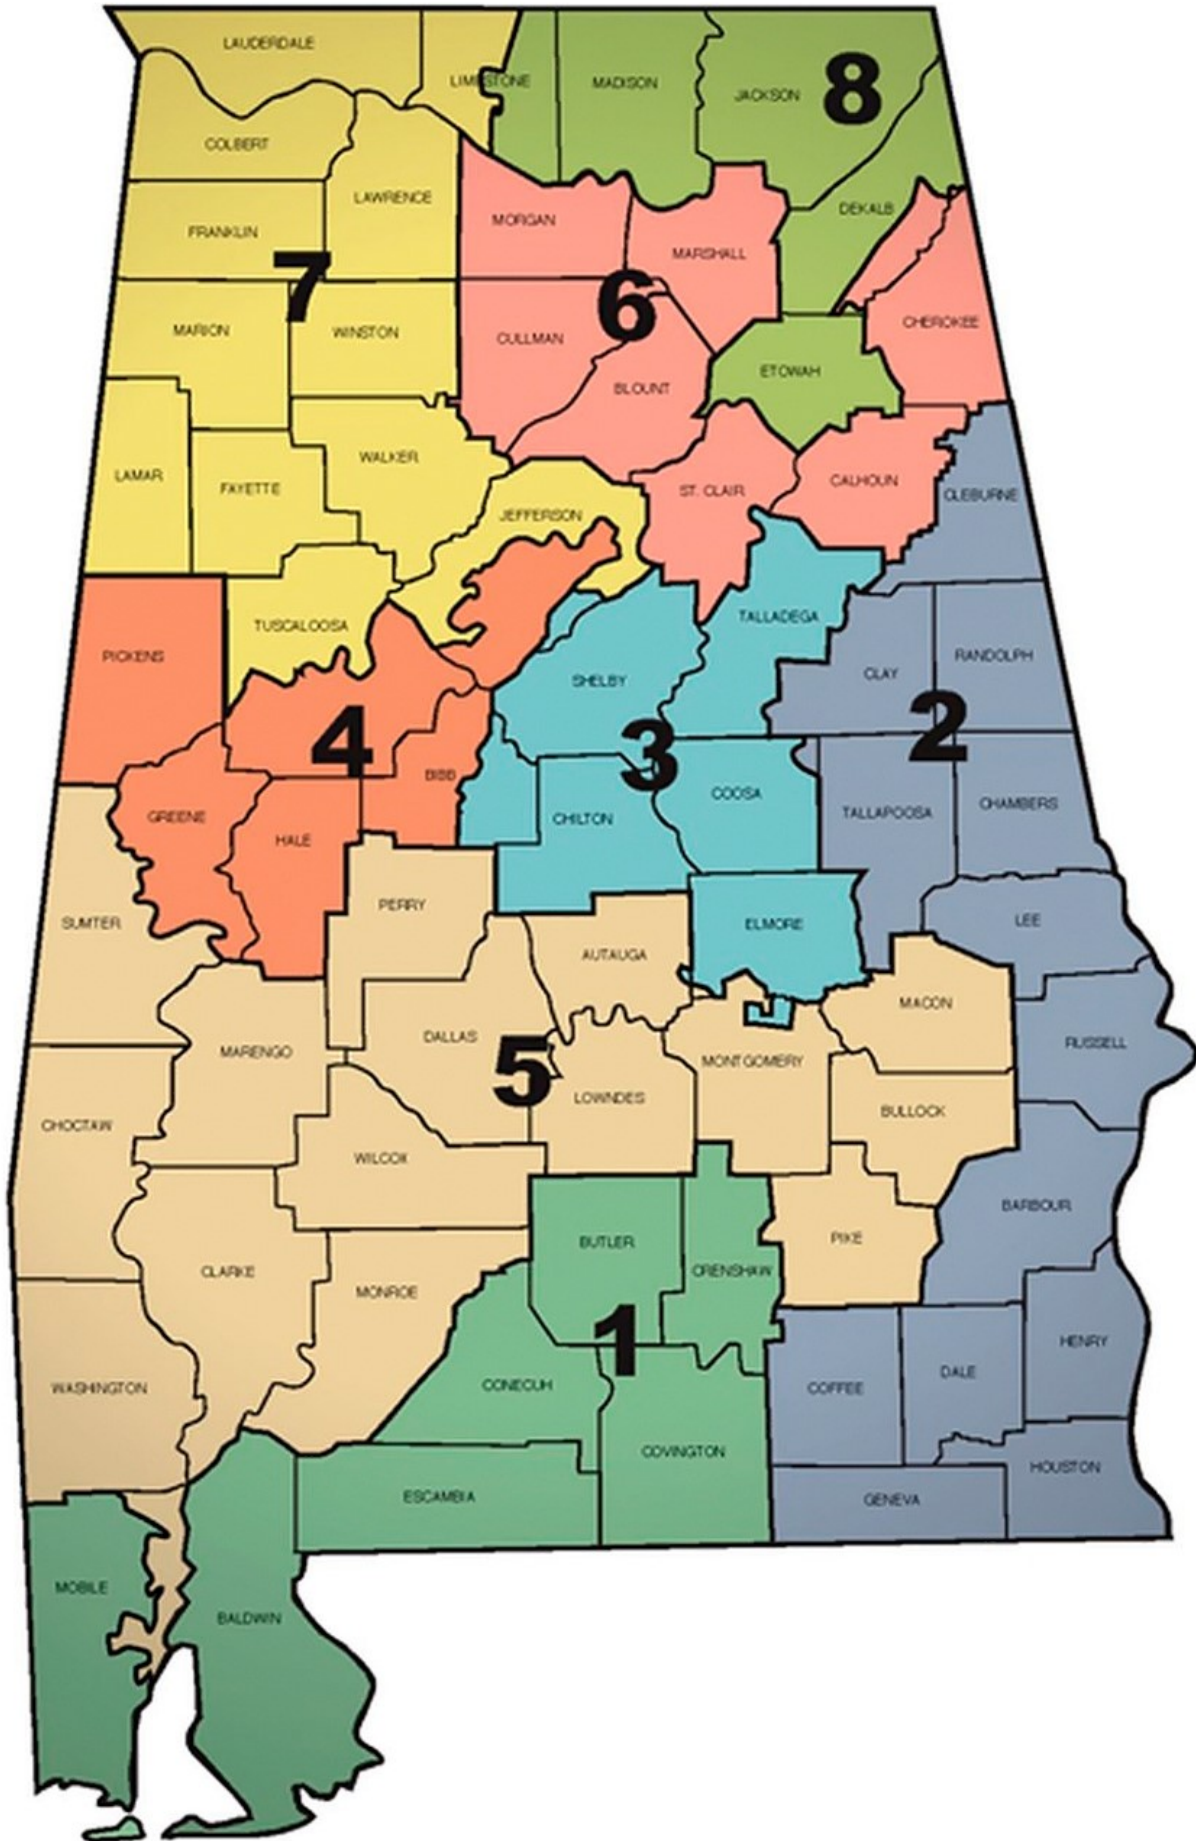 LAUDERDALE
LIMESTONE
MADISON
JACKSON
8
COLBERT
LAWRENCE
FRANKLIN
MORGAN
MARSHALL
DEKALB
7
6
MARION
WINSTON
CULLMAN
CHEROKEE
BLOUNT
ETOWAH
LAMAR
FAYETTE
WALKER
JEFFERSON
ST. CLAIR
CALHOUN
CLEBURNE
TUSCALOOSA
TALLADEGA
PICKENS
SHELBY
CLAY
RANDOLPH
4
3
2
BIBB
GREENE
HALE
CHILTON
COOSA
TALLAPOOSA
CHAMBERS
SUMTER
PERRY
AUTAUGA
ELMORE
LEE
MACON
MARENGO
DALLAS
5
LOWNDES
MONTGOMERY
RUSSELL
CHOCTAW
BULLOCK
WILCOX
BARBOUR
CLARKE
MONROE
BUTLER
CRENSHAW
PIKE
1
WASHINGTON
CONECUH
COFFEE
DALE
HENRY
ESCAMBIA
COVINGTON
GENEVA
HOUSTON
MOBILE
BALDWIN